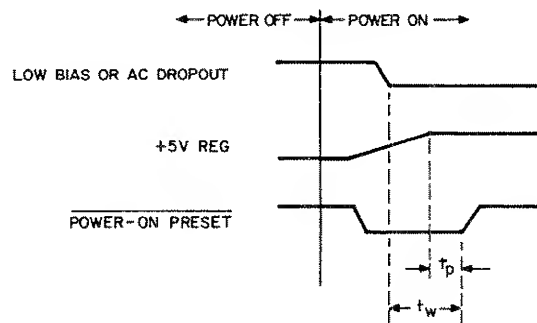 POWER OFF
POWER ON
LOW BIAS OR AC DROPOUT
+5V REG
POWER-ON PRESET
tp
tw